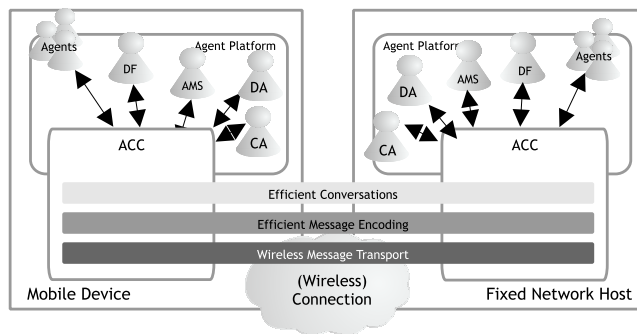 Agents
Agent Platform
DF
AMS
DA
CA
ACC
Agent Platform
Agents
DF
AMS
DA
CA
ACC
Efficient Conversations
Efficient Message Encoding
Wireless Message Transport
(Wireless)
Connection
Mobile Device
Fixed Network Host